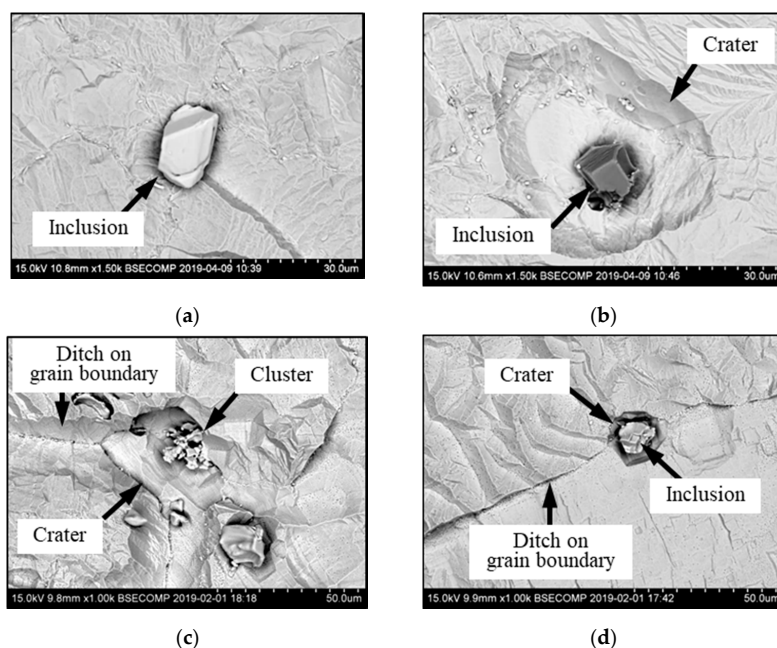 Inclusion
15.0kV 10.8mm x1.50k BSECOMP 2019-04-09 10:39 30.0um
(a)
Crater
Inclusion
15.0kV 10.6mm x1.50k BSECOMP 2019-04-09 10:46 30.0um
(b)
Ditch on
grain boundary
Cluster
Crater
15.0kV 9.8mm x1.00k BSECOMP 2019-02-01 18:18 50.0um
(c)
Crater
Inclusion
Ditch on
grain boundary
15.0kV 9.9mm x1.00k BSECOMP 2019-02-01 17:42 50.0um
(d)